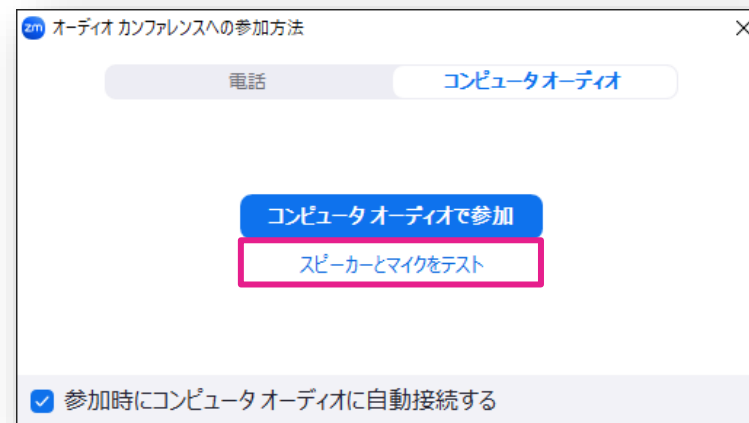 zm オーディオ カンファレンスへの参加方法
電話 コンピュータ オーディオ
コンピュータ オーディオで参加
スピーカーとマイクをテスト
参加時にコンピュータ オーディオに自動接続する